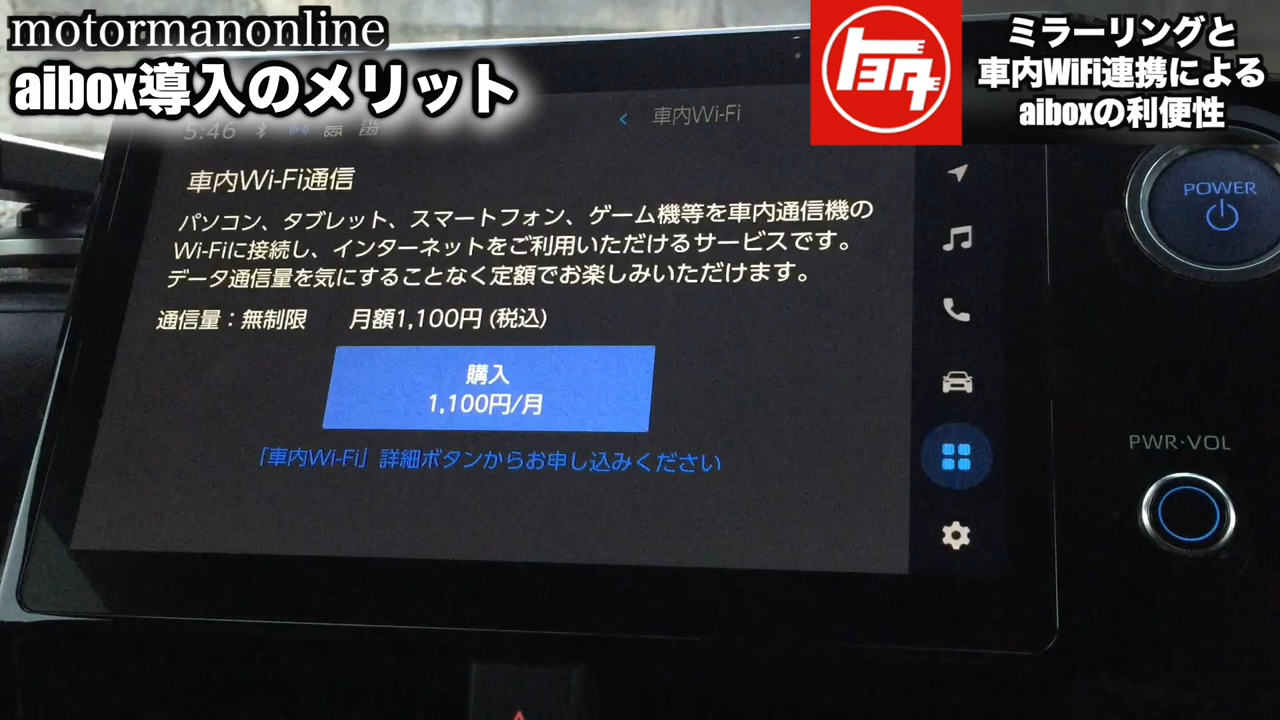 motormanonline
aibox導入のメリット
トヨタ
ミラーリングと
車内WiFi連携による
aiboxの利便性
5:46
車内Wi-Fi
車内Wi-Fi通信
パソコン、タブレット、スマートフォン、ゲーム機等を車内通信機の
Wi-Fiに接続し、インターネットをご利用いただけるサービスです。
データ通信量を気にすることなく定額でお楽しみいただけます。
通信量：無制限 月額1,100円 (税込)
購入
1,100円/月
「車内Wi-Fi」詳細ボタンからお申し込みください
POWER
PWR·VOL